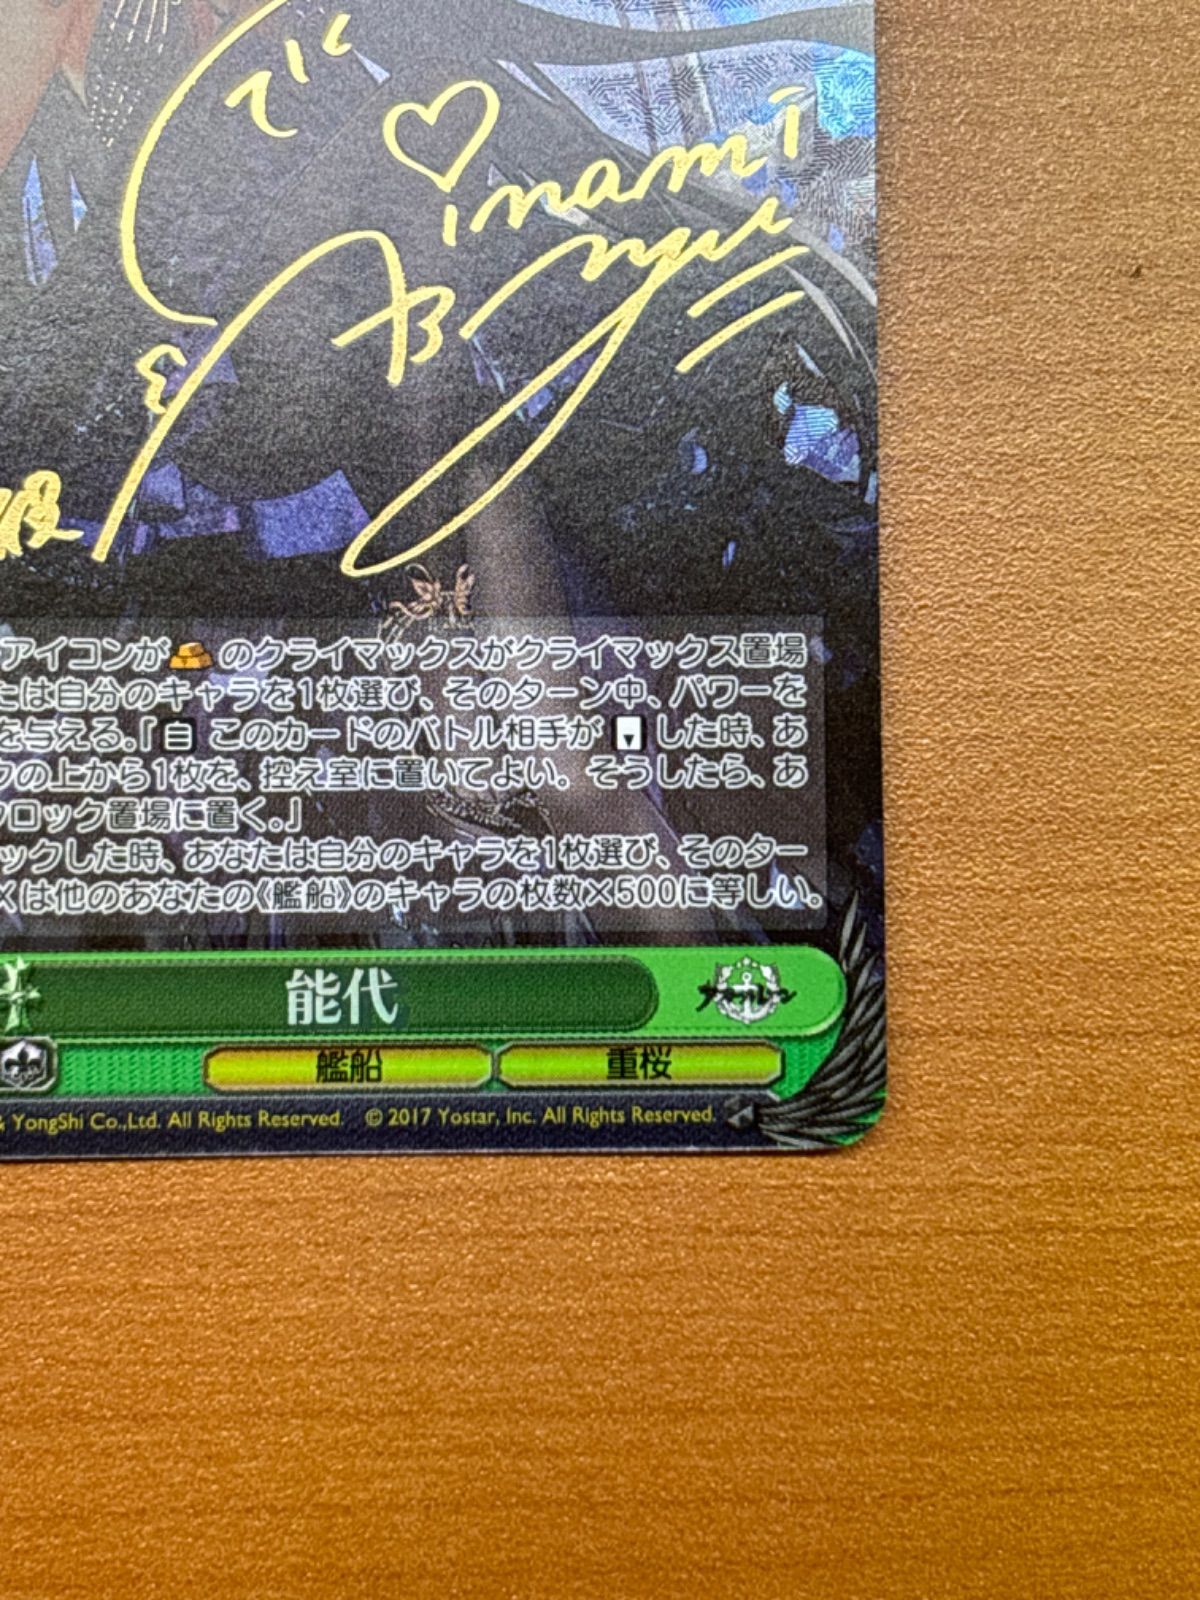 inami
アイコンが のクライマックスがクライマックス置場
たは自分のキャラを1枚選び、そのターン中、パワーを
を与える。「自 このカードのバトル相手が した時、あ
の上から1枚を、控え室に置いてよい。そうしたら、あ
ロック置場に置く。」
ックした時、あなたは自分のキャラを1枚選び、そのター
×は他のあなたの《艦船》のキャラの枚数×500に等しい。
能代
アズールレーン
艦船 重桜
& YongShi Co.,Ltd. All Rights Reserved. © 2017 Yostar, Inc. All Rights Reserved.